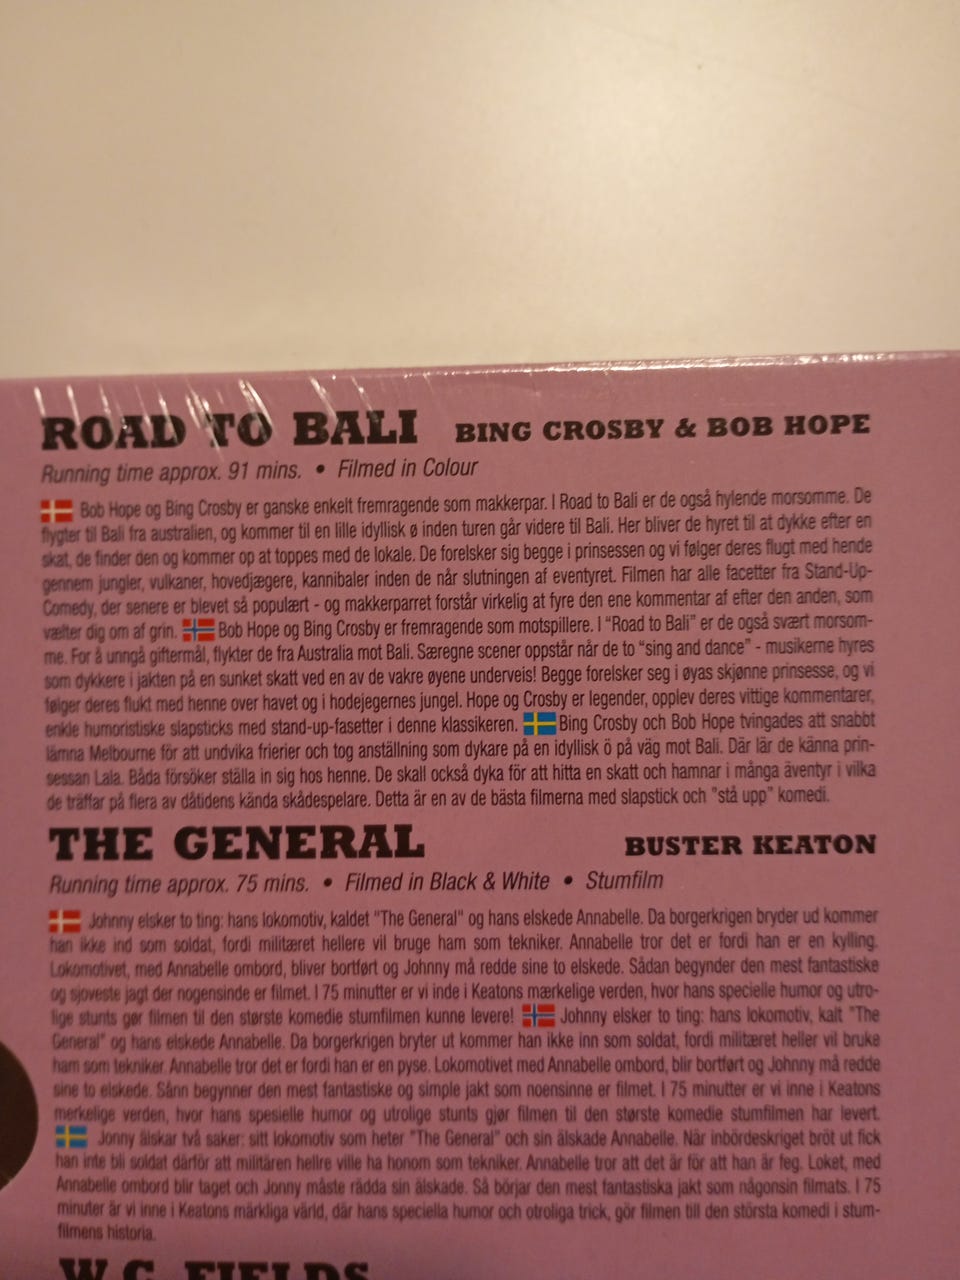 ROAD TO BALI BING CROSBY & BOB HOPE
Running time approx. 91 mins. • Filmed in Colour
Bob Hope og Bing Crosby er ganske enkelt fremragende som makkerpar. I Road to Bali er de også hylende morsomme. De
flygter til Bali fra australien, og kommer til en lille idyllisk ø inden turen går videre til Bali. Her bliver de hyret til at dykke efter en
skat, de finder den og kommer op at toppes med de lokale. De forelsker sig begge i prinsessen og vi følger deres flugt med hende
gennem jungler, vulkaner, hovedjægere, kannibaler inden de når slutningen af eventyret. Filmen har alle facetter fra Stand-Up-
Comedy, der senere er blevet så populært - og makkerparret forstår virkelig at fyre den ene kommentar af efter den anden, som
vælter dig om af grin. Bob Hope og Bing Crosby er fremragende som motspillere. I "Road to Bali" er de også svært morsom-
me. For å unngå giftermål, flykter de fra Australia mot Bali. Særegne scener oppstår når de to "sing and dance" - musikerne hyres
som dykkere i jakten på en sunket skatt ved en av de vakre øyene underveis! Begge forelsker seg i øyas skjønne prinsesse, og vi
følger deres flukt med henne over havet og i hodejegernes jungel. Hope og Crosby er legender, opplev deres vittige kommentarer,
enkle humoristiske slapsticks med stand-up-fasetter i denne klassikeren. Bing Crosby och Bob Hope tvingades att snabbt
lämna Melbourne för att undvika frierier och tog anställning som dykare på en idyllisk ö på väg mot Bali. Där lär de känna prin-
sessan Lala. Båda försöker ställa in sig hos henne. De skall också dyka för att hitta en skatt och hamnar i många äventyr i vilka
de träffar på flera av dåtidens kända skådespelare. Detta är en av de bästa filmerna med slapstick och "stå upp" komedi.
THE GENERAL BUSTER KEATON
Running time approx. 75 mins. • Filmed in Black & White • Stumfilm
Johnny elsker to ting: hans lokomotiv, kaldet "The General" og hans elskede Annabelle. Da borgerkrigen bryder ud kommer
han ikke ind som soldat, fordi militæret hellere vil bruge ham som tekniker. Annabelle tror det er fordi han er en kylling.
Lokomotivet, med Annabelle ombord, bliver bortført og Johnny må redde sine to elskede. Sådan begynder den mest fantastiske
og sjoveste jagt der nogensinde er filmet. I 75 minutter er vi inde i Keatons mærkelige verden, hvor hans specielle humor og utro-
lige stunts gør filmen til den største komedie stumfilmen kunne levere! Johnny elsker to ting: hans lokomotiv, kalt "The
General" og hans elskede Annabelle. Da borgerkrigen bryter ut kommer han ikke inn som soldat, fordi militæret heller vil bruke
ham som tekniker. Annabelle tror det er fordi han er en pyse. Lokomotivet med Annabelle ombord, blir bortført og Johnny må redde
sine to elskede. Sånn begynner den mest fantastiske og simple jakt som noensinne er filmet. I 75 minutter er vi inne i Keatons
merkelige verden, hvor hans spesielle humor og utrolige stunts gjør filmen til den største komedie stumfilmen har levert.
Jonny älskar två saker: sitt lokomotiv som heter "The General" och sin älskade Annabelle. När inbördeskriget bröt ut fick
han inte bli soldat därför att militären hellre ville ha honom som tekniker. Annabelle tror att det är för att han är feg. Loket, med
Annabelle ombord blir taget och Jonny måste rädda sin älskade. Så börjar den mest fantastiska jakt som någonsin filmats. I 75
minuter är vi inne i Keatons märkliga värld, där hans speciella humor och otroliga trick, gör filmen till den största komedi i stum-
filmens historia.
W.C. FIELDS